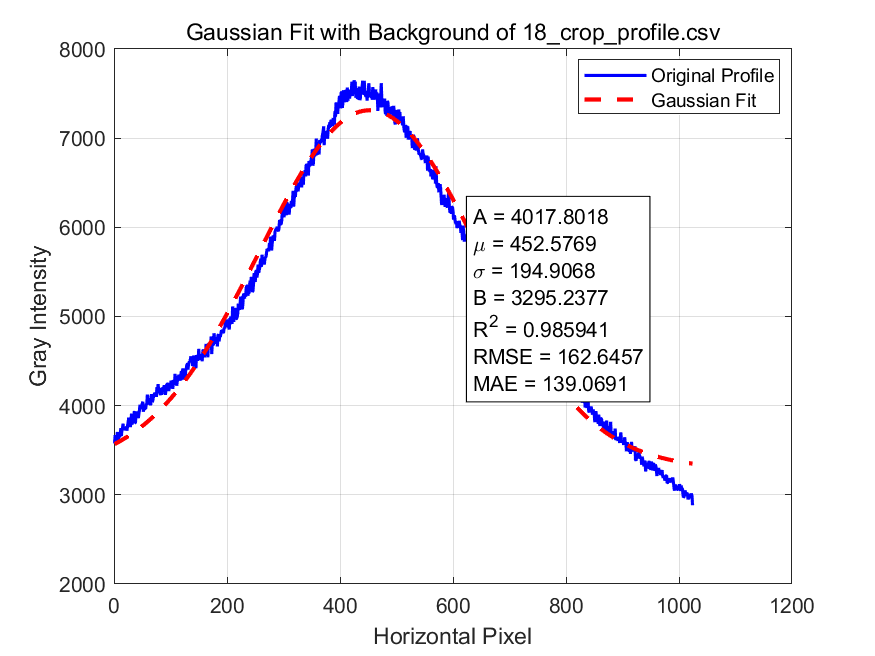 Gaussian Fit with Background of 18_crop_profile.csv
8000
7000
6000
5000
4000
3000
2000
Gray Intensity
Original Profile
Gaussian Fit
A = 4017.8018
μ = 452.5769
σ = 194.9068
B = 3295.2377
R² = 0.985941
RMSE = 162.6457
MAE = 139.0691
0 200 400 600 800 1000 1200
Horizontal Pixel